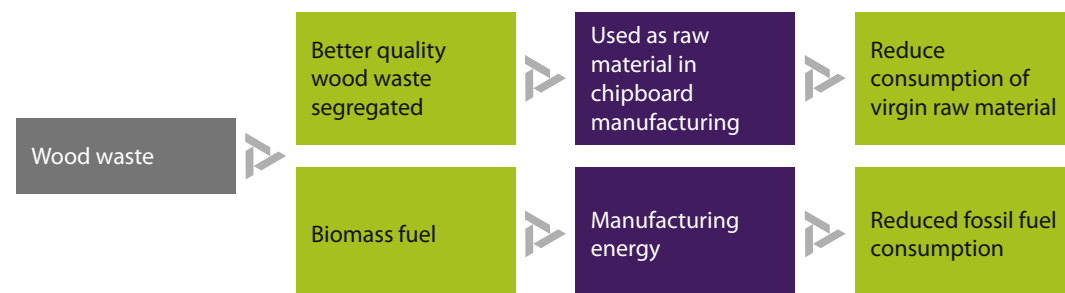 Wood waste
Better quality
wood waste
segregated
Used as raw
material in
chipboard
manufacturing
Reduce
consumption of
virgin raw material
Biomass fuel
Manufacturing
energy
Reduced fossil fuel
consumption